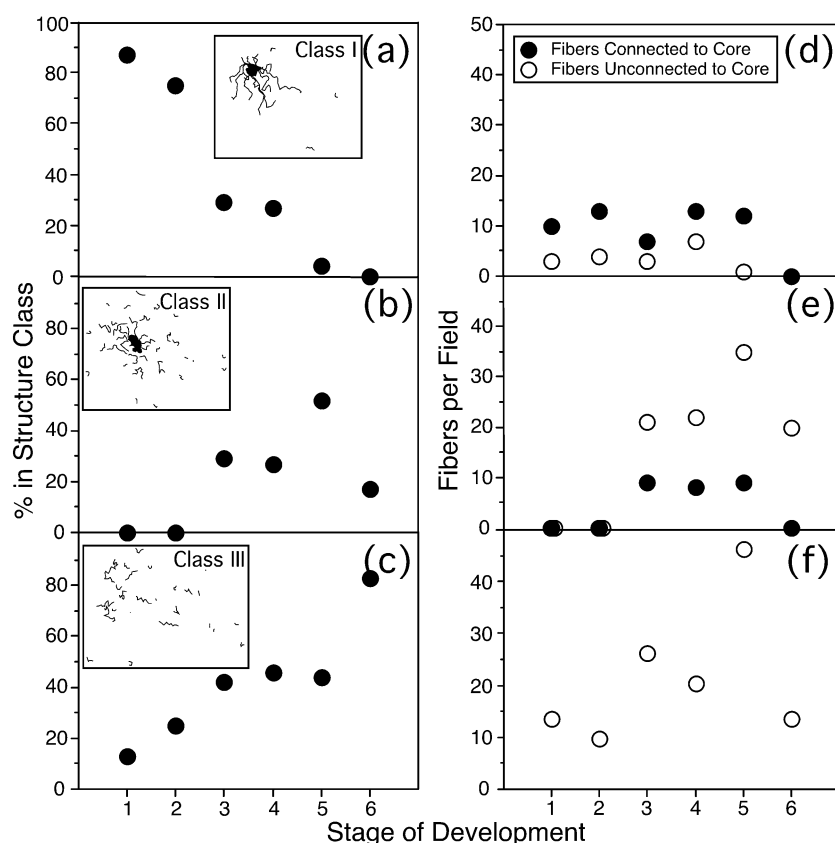 % in Structure Class
100
80
60
40
20
0
Class I
(a)
80
60
40
20
0
Class II
(b)
80
60
40
20
0
Class III
(c)
1 2 3 4 5 6
Fibers per Field
50
40
30
20
10
0
Fibers Connected to Core
Fibers Unconnected to Core
(d)
40
30
20
10
0
(e)
40
30
20
10
0
(f)
1 2 3 4 5 6
Stage of Development